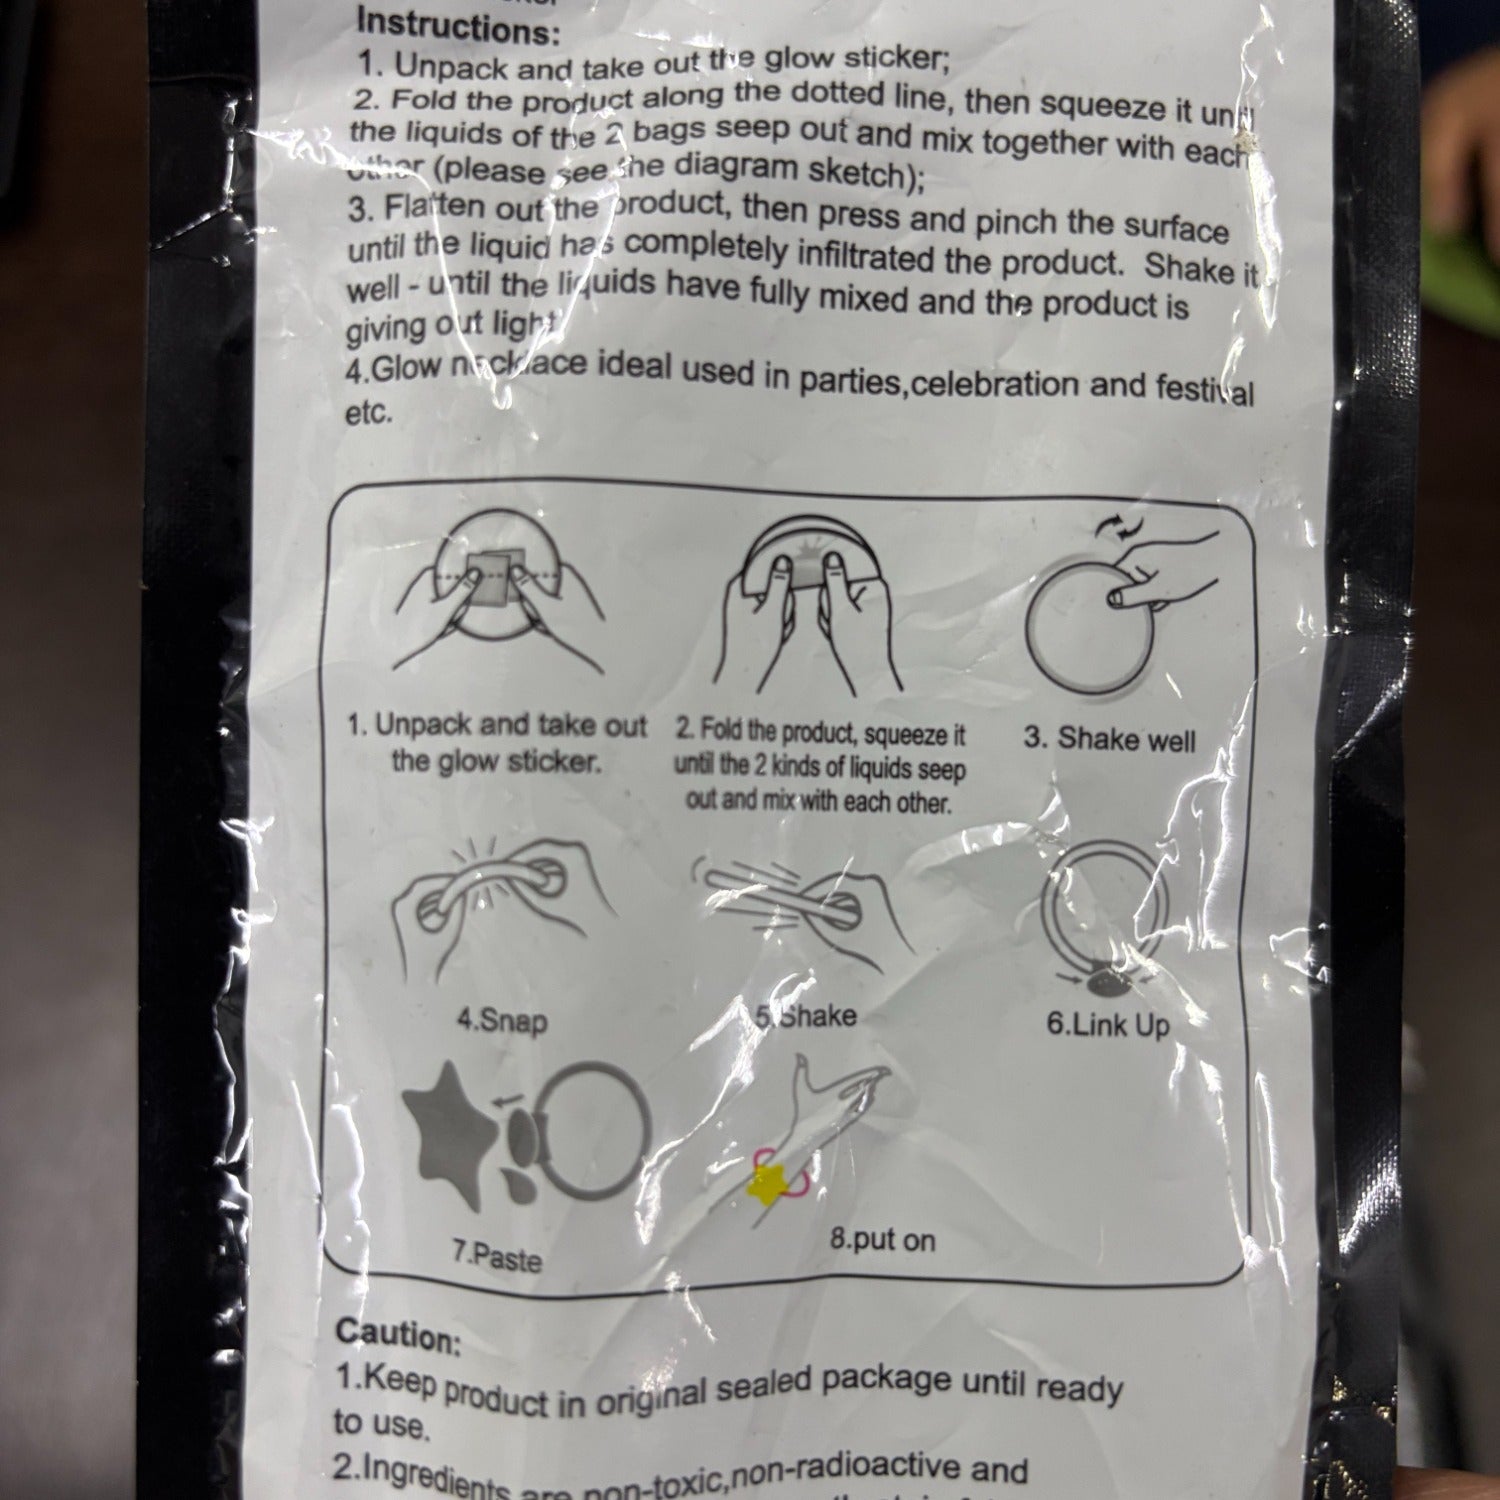 Instructions:
1. Unpack and take out the glow sticker;
2. Fold the product along the dotted line, then squeeze it until
the liquids of the 2 bags seep out and mix together with each
other (please see the diagram sketch);
3. Flatten out the product, then press and pinch the surface
until the liquid has completely infiltrated the product. Shake it
well - until the liquids have fully mixed and the product is
giving out light
4.Glow necklace ideal used in parties,celebration and festival
etc.
1. Unpack and take out
the glow sticker.
2. Fold the product, squeeze it
until the 2 kinds of liquids seep
out and mix with each other.
3. Shake well
4.Snap
5.Shake
6.Link Up
7.Paste
8.put on
Caution:
1.Keep product in original sealed package until ready
to use.
2.Ingredients are non-toxic,non-radioactive and